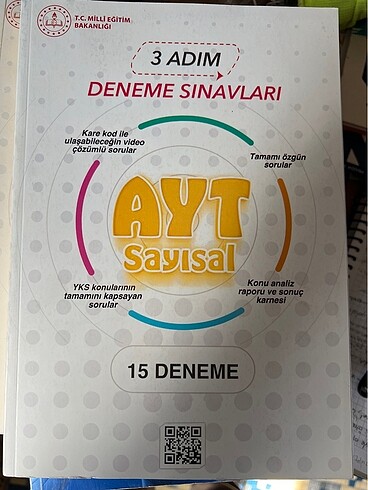 T.C. MİLLÎ EĞİTİM
BAKANLIĞI
3 ADIM
DENEME SINAVLARI
Kare kod ile
ulaşabileceğin video
çözümlü sorular
Tamamı özgün
sorular
AYT
Sayısal
YKS konularının
tamamını kapsayan
sorular
Konu analiz
raporu ve sonuç
karnesi
15 DENEME